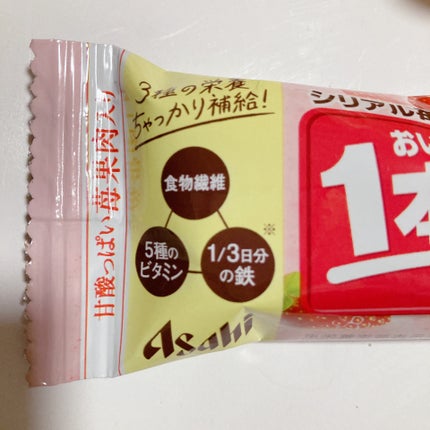 甘酸っぱい苺果肉入り
3種の栄養
ちゃっかり補給!
食物繊維
5種の
ビタミン
1/3日分
の鉄
※
Asahi
シリアル
おい
1本